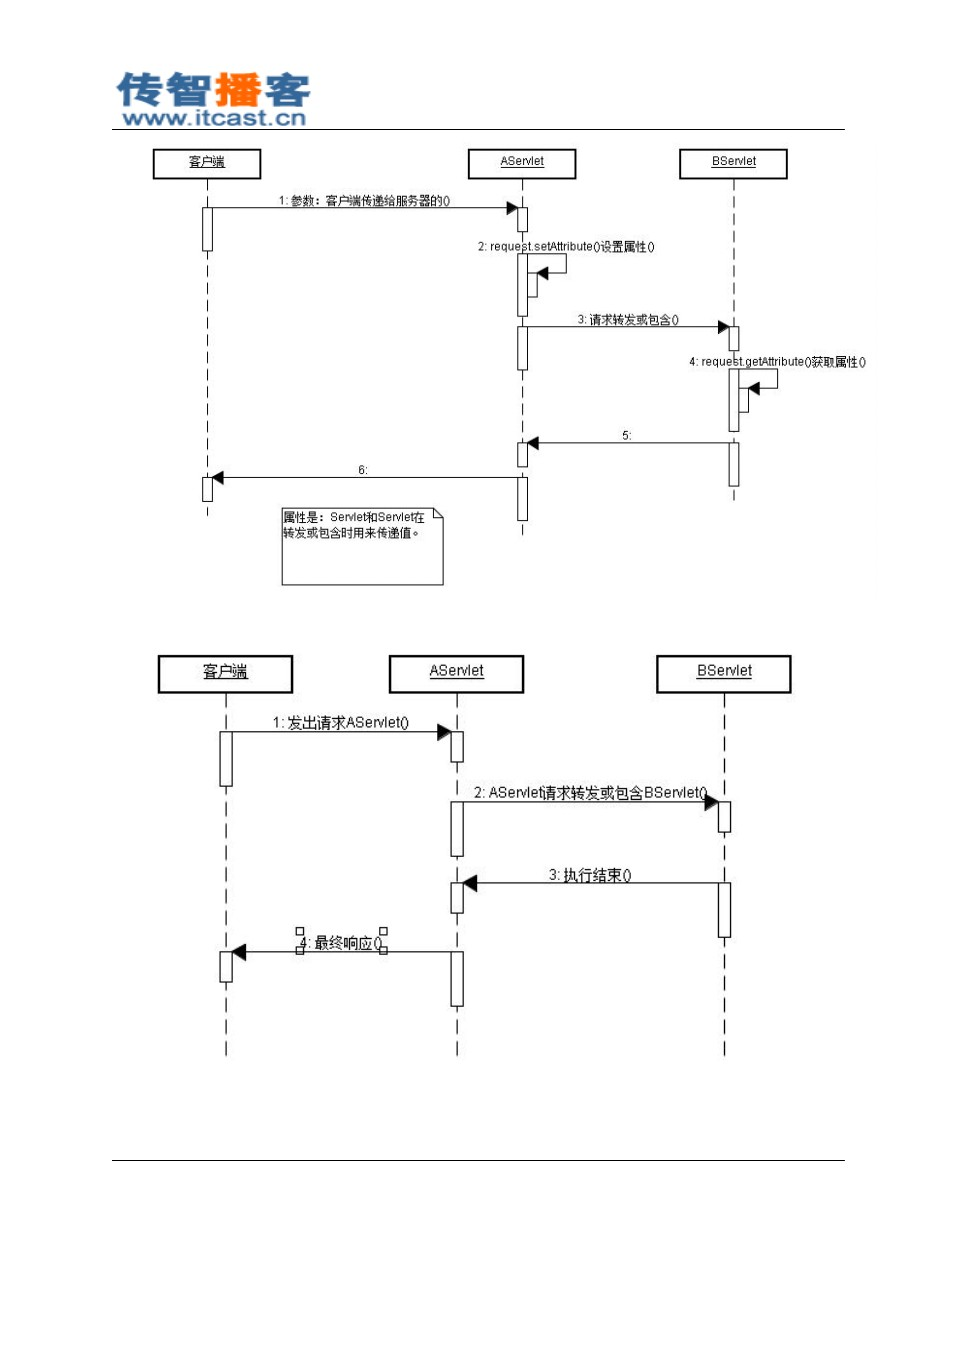 传智播客
www.itcast.cn
客户端
AServlet
BServlet
1: 参数：客户端传递给服务器的()
2: request.setAttribute()设置属性()
3: 请求转发或包含()
4: request.getAttribute()获取属性()
5:
6:
属性是：Servlet和Servlet在
转发或包含时用来传递值。
客户端
AServlet
BServlet
1: 发出请求AServlet()
2: AServlet请求转发或包含BServlet()
3: 执行结束()
4: 最终响应()